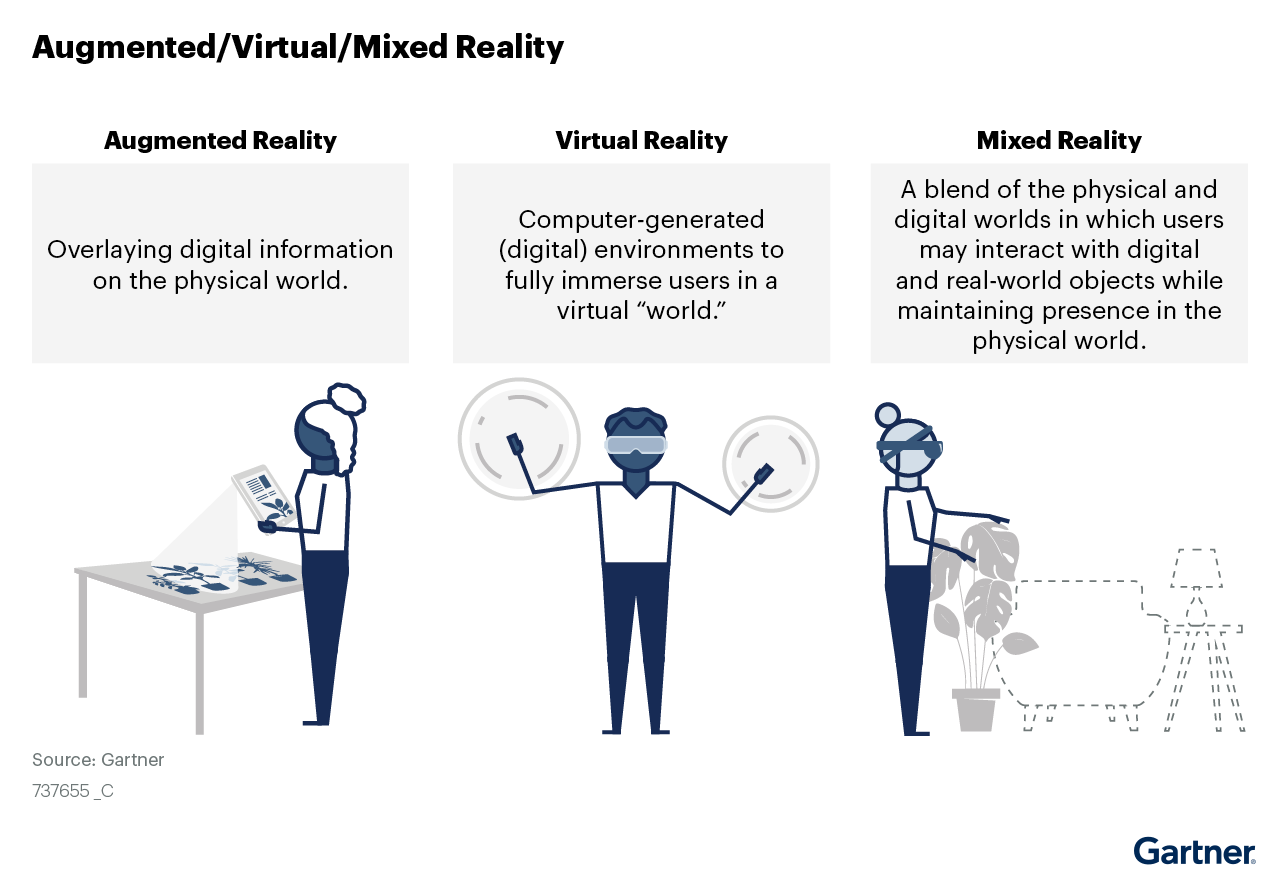 Augmented/Virtual/Mixed Reality
Augmented Reality
Overlaying digital information
on the physical world.
Virtual Reality
Computer-generated
(digital) environments to
fully immerse users in a
virtual “world.”
Mixed Reality
A blend of the physical and
digital worlds in which users
may interact with digital
and real-world objects while
maintaining presence in the
physical world.
Source: Gartner
737655 _C
Gartner®